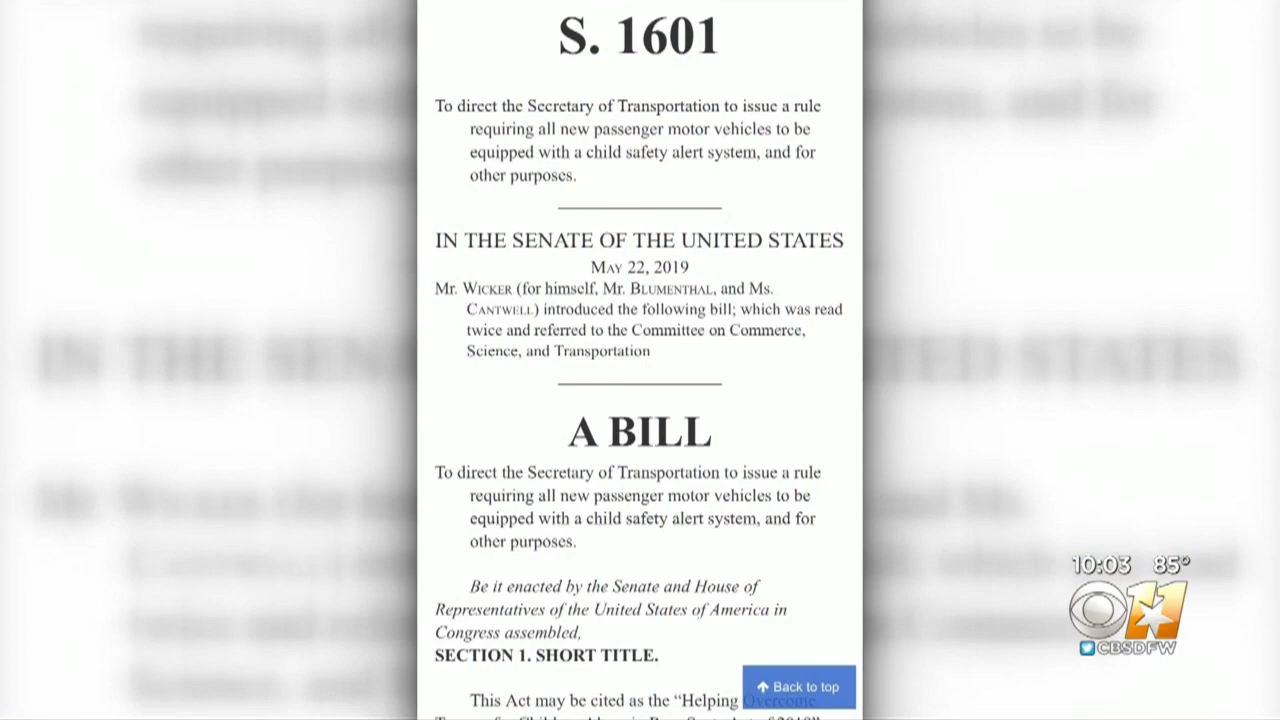 S. 1601
To direct the Secretary of Transportation to issue a rule
requiring all new passenger motor vehicles to be
equipped with a child safety alert system, and for
other purposes.
IN THE SENATE OF THE UNITED STATES
MAY 22, 2019
Mr. WICKER (for himself, Mr. BLUMENTHAL, and Ms.
CANTWELL) introduced the following bill; which was read
twice and referred to the Committee on Commerce,
Science, and Transportation
A BILL
To direct the Secretary of Transportation to issue a rule
requiring all new passenger motor vehicles to be
equipped with a child safety alert system, and for
other purposes.
Be it enacted by the Senate and House of
Representatives of the United States of America in
Congress assembled,
SECTION 1. SHORT TITLE.
This Act may be cited as the “Helping Overcome
Back to top
10:03 85°
11
CBSDFW